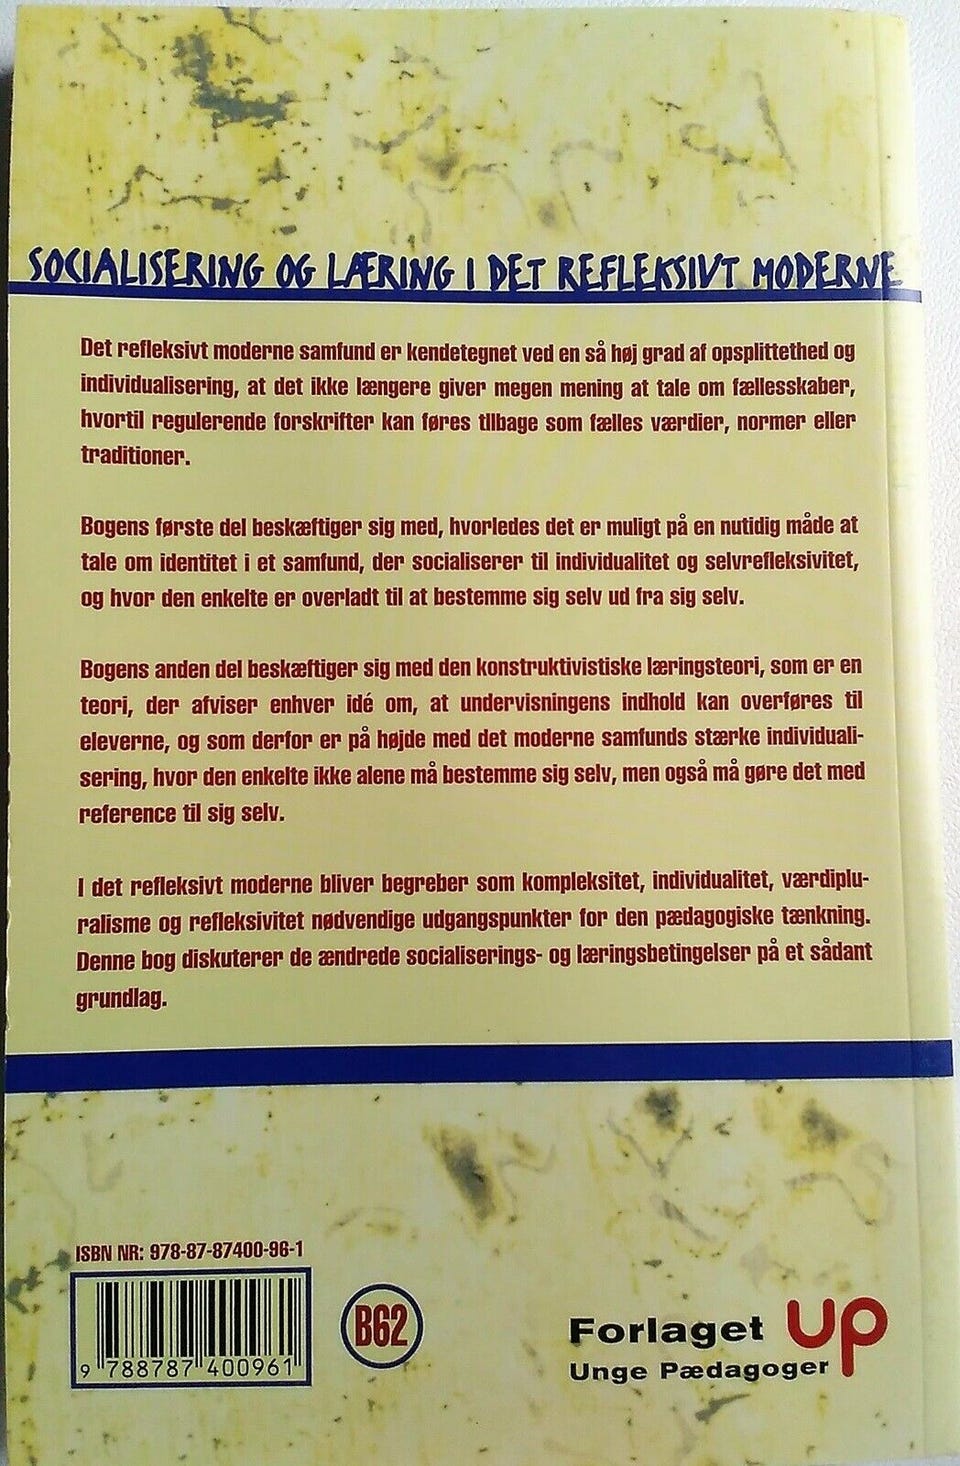 SOCIALISERING OG LÆRING I DET REFLEKSIVT MODERNE
Det refleksivt moderne samfund er kendetegnet ved en så høj grad af opsplittethed og
individualisering, at det ikke længere giver megen mening at tale om fællesskaber,
hvortil regulerende forskrifter kan føres tilbage som fælles værdier, normer eller
traditioner.
Bogens første del beskæftiger sig med, hvorledes det er muligt på en nutidig måde at
tale om identitet i et samfund, der socialiserer til individualitet og selvrefleksivitet,
og hvor den enkelte er overladt til at bestemme sig selv ud fra sig selv.
Bogens anden del beskæftiger sig med den konstruktivistiske læringsteori, som er en
teori, der afviser enhver idé om, at undervisningens indhold kan overføres til
eleverne, og som derfor er på højde med det moderne samfunds stærke individuali-
sering, hvor den enkelte ikke alene må bestemme sig selv, men også må gøre det med
reference til sig selv.
I det refleksivt moderne bliver begreber som kompleksitet, individualitet, værdiplu-
ralisme og refleksivitet nødvendige udgangspunkter for den pædagogiske tænkning.
Denne bog diskuterer de ændrede socialiserings- og læringsbetingelser på et sådant
grundlag.
ISBN NR: 978-87-87400-96-1
9 788787 400961
B62
Forlaget UP
Unge Pædagoger